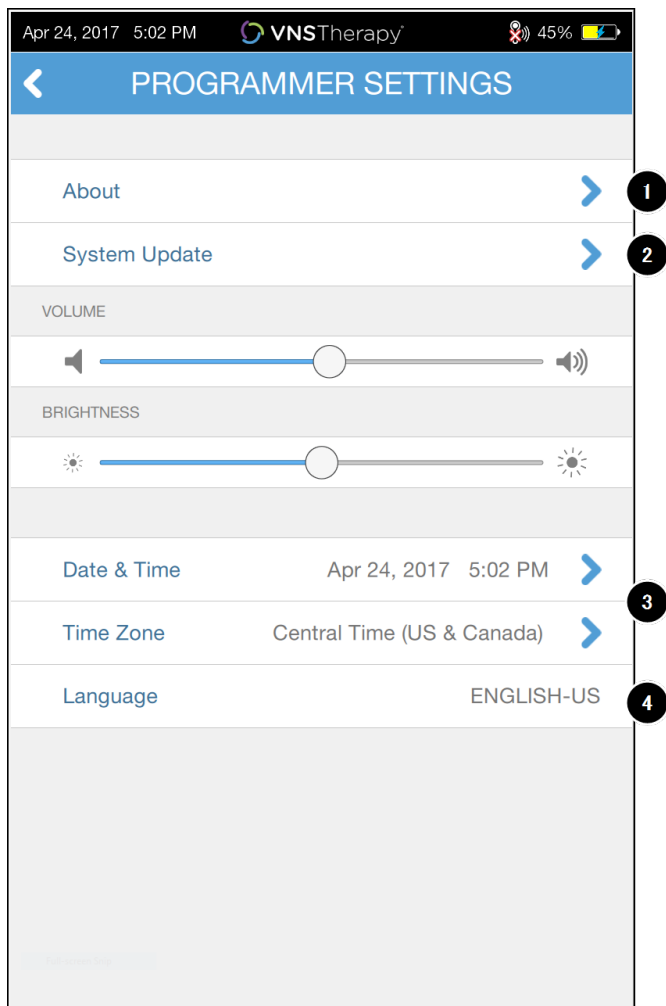 Apr 24, 2017 5:02 PM VNSTherapy 45%
PROGRAMMER SETTINGS
About 1
System Update 2
VOLUME
BRIGHTNESS
Date & Time Apr 24, 2017 5:02 PM
3
Time Zone Central Time (US & Canada)
Language ENGLISH-US 4